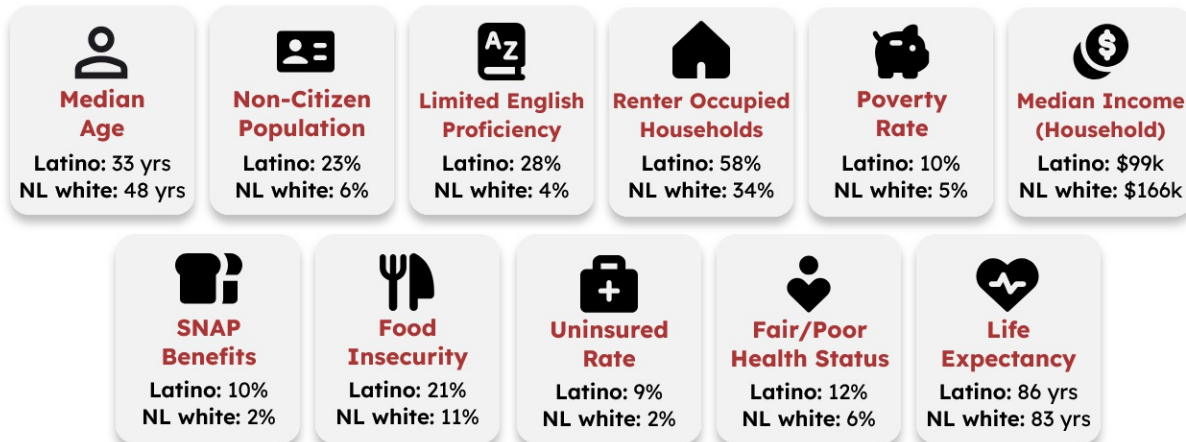 Median
Age
Latino: 33 yrs
NL white: 48 yrs
Non-Citizen
Population
Latino: 23%
NL white: 6%
AZ
Limited English
Proficiency
Latino: 28%
NL white: 4%
Renter Occupied
Households
Latino: 58%
NL white: 34%
Poverty
Rate
Latino: 10%
NL white: 5%
$
Median Income
(Household)
Latino: $99k
NL white: $166k
SNAP
Benefits
Latino: 10%
NL white: 2%
Food
Insecurity
Latino: 21%
NL white: 11%
Uninsured
Rate
Latino: 9%
NL white: 2%
Fair/Poor
Health Status
Latino: 12%
NL white: 6%
Life
Expectancy
Latino: 86 yrs
NL white: 83 yrs